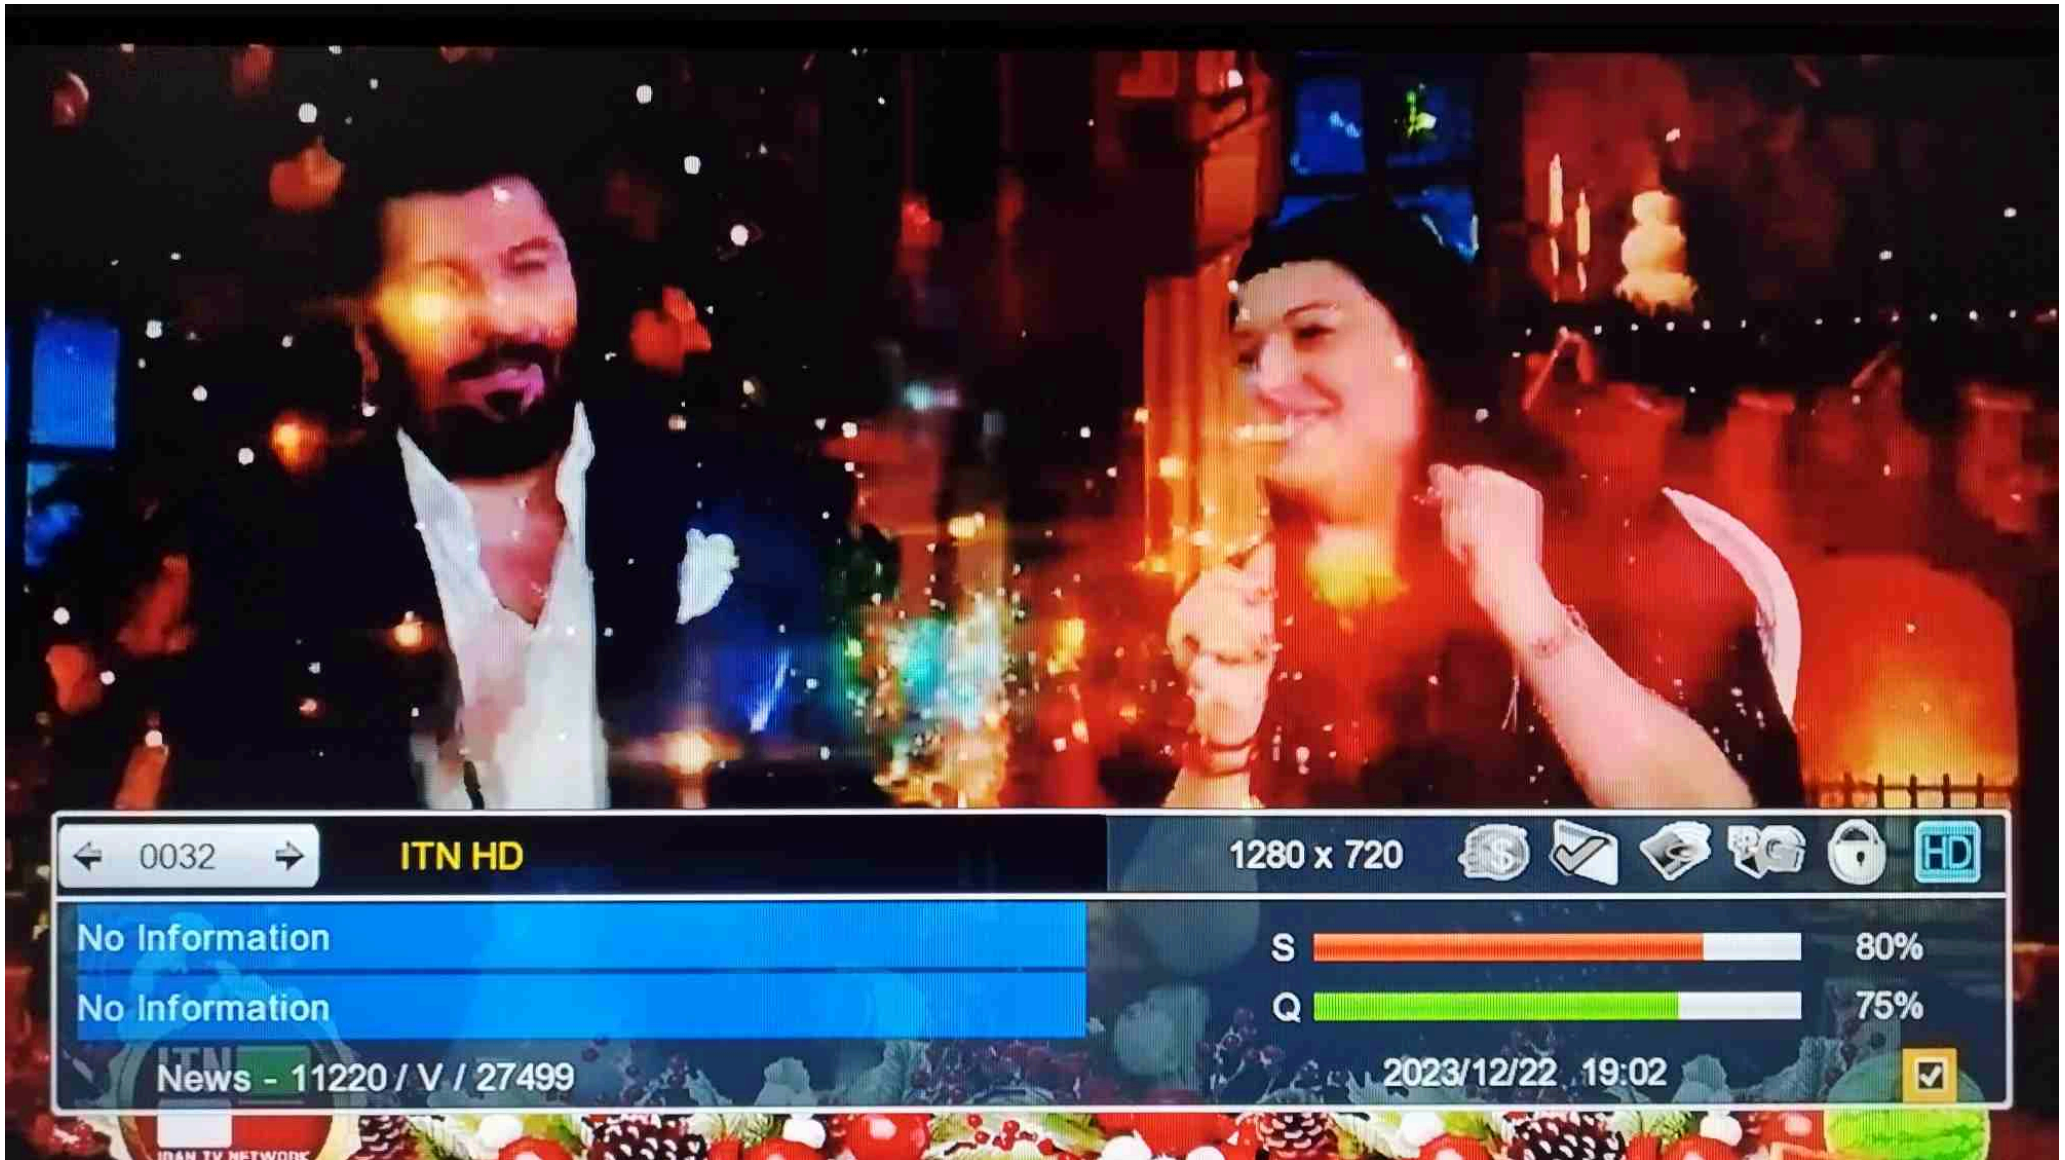 0032
ITN HD
1280 x 720
HD
No Information
S
80%
No Information
Q
75%
News - 11220 / V / 27499
2023/12/22 19:02
ITN